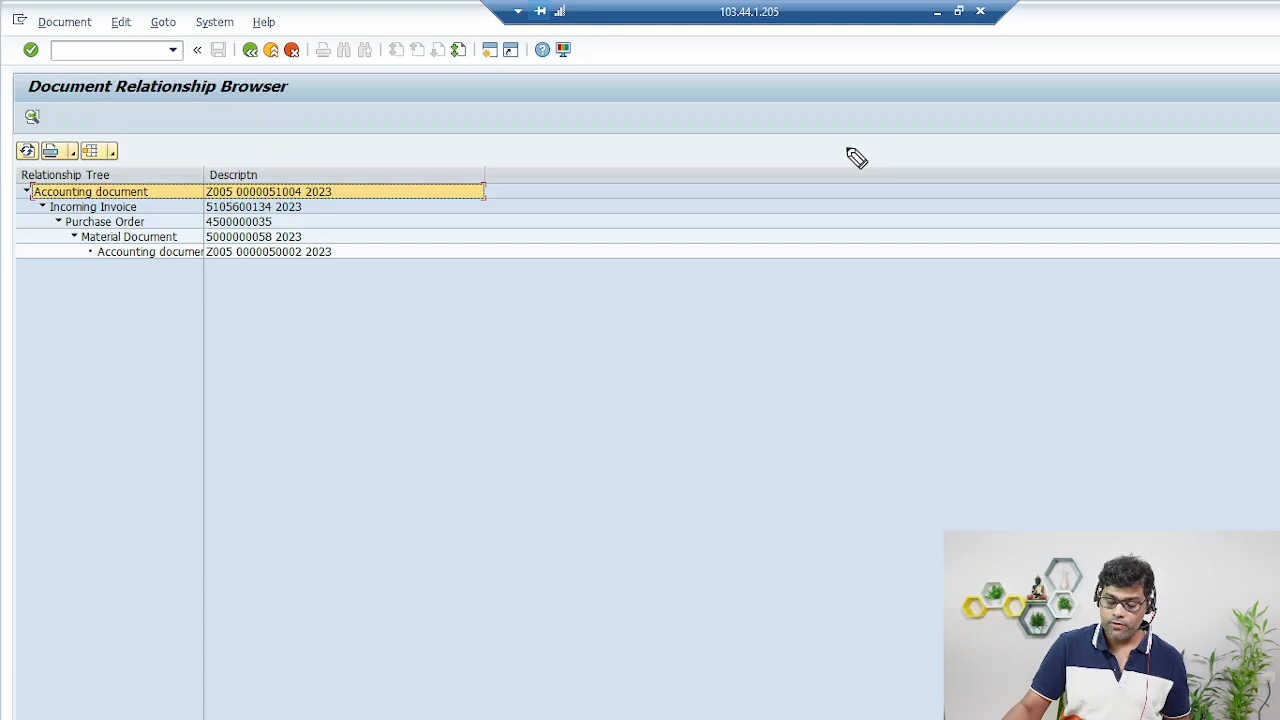 103.44.1.205
Document Edit Goto System Help
Document Relationship Browser
Relationship Tree Descriptn
Accounting document Z005 0000051004 2023
Incoming Invoice 5105600134 2023
Purchase Order 4500000035
Material Document 5000000058 2023
Accounting documen Z005 0000050002 2023